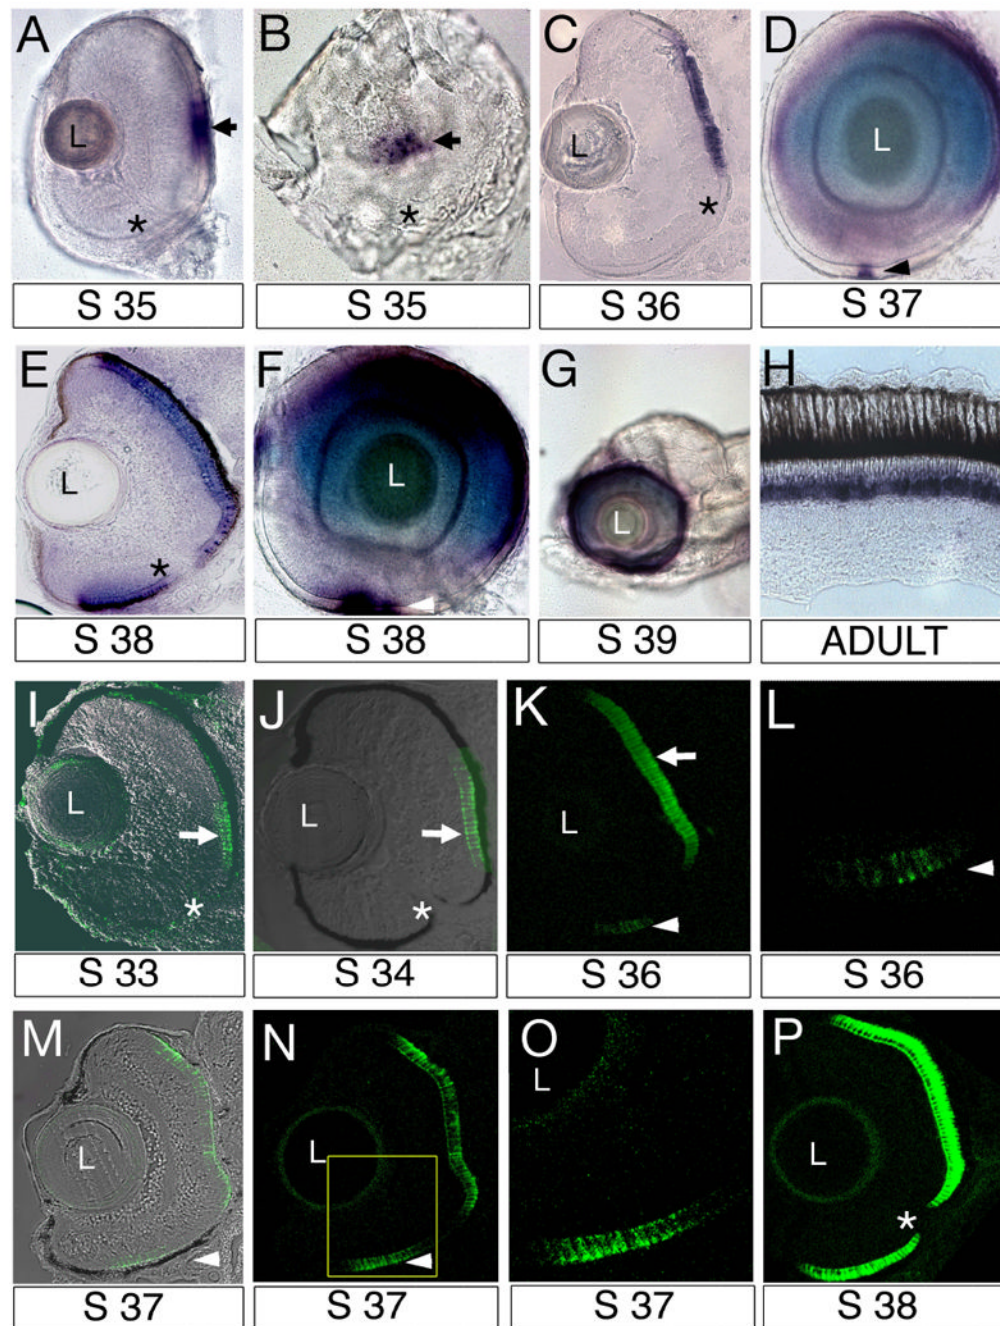 A B C D
L * L * L * L
S 35 S 35 S 36 S 37
E F G H
L * L L
S 38 S 38 S 39 ADULT
I J K L
L * L * L
S 33 S 34 S 36 S 36
M N O P
L L L L *
S 37 S 37 S 37 S 38